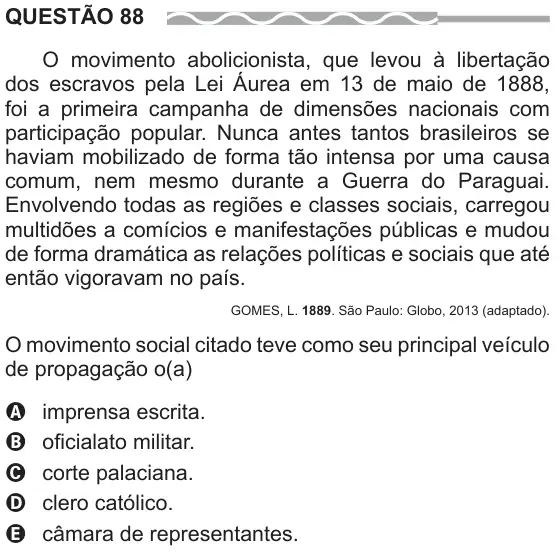 QUESTÃO 88
O movimento abolicionista, que levou à libertação
dos escravos pela Lei Áurea em 13 de maio de 1888,
foi a primeira campanha de dimensões nacionais com
participação popular. Nunca antes tantos brasileiros se
haviam mobilizado de forma tão intensa por uma causa
comum, nem mesmo durante a Guerra do Paraguai.
Envolvendo todas as regiões e classes sociais, carregou
multidões a comícios e manifestações públicas e mudou
de forma dramática as relações políticas e sociais que até
então vigoravam no país.
GOMES, L. 1889. São Paulo: Globo, 2013 (adaptado).
O movimento social citado teve como seu principal veículo
de propagação o(a)
A imprensa escrita.
B oficialato militar.
C corte palaciana.
D clero católico.
E câmara de representantes.